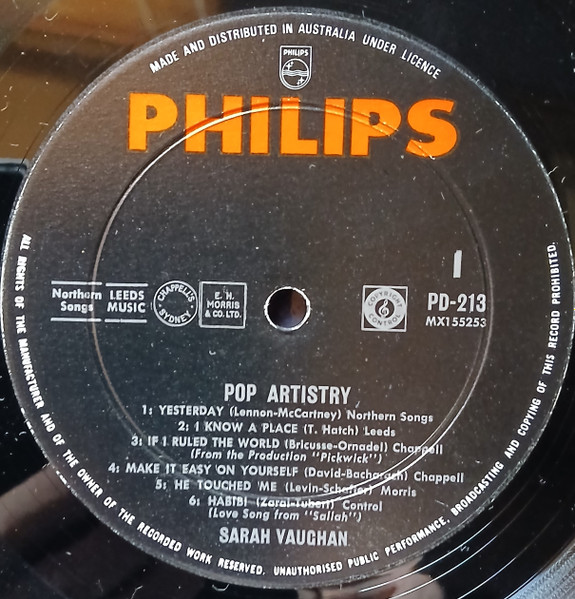 MADE AND DISTRIBUTED IN AUSTRALIA UNDER LICENCE
PHILIPS
PHILIPS
1
Northern Songs
LEEDS MUSIC
CHAPPELL'S SYDNEY
E. H. MORRIS & CO. LTD.
COPYRIGHT CONTROL
PD-213
MX155253
POP ARTISTRY
1: YESTERDAY (Lennon-McCartney) Northern Songs
2: I KNOW A PLACE (T. Hatch) Leeds
3: IF I RULED THE WORLD (Bricusse-Ornadel) Chappell
(From the Production "Pickwick")
4: MAKE IT EASY ON YOURSELF (David-Bacharach) Chappell
5: HE TOUCHED ME (Levin-Schafer) Morris
6: HABIBI (Zaral-Tubert) Control
(Love Song from "Sallah")
SARAH VAUGHAN
ALL RIGHTS OF THE MANUFACTURER AND OF THE OWNER OF THE RECORDED WORK RESERVED. UNAUTHORISED PUBLIC PERFORMANCE, BROADCASTING AND COPYING OF THIS RECORD PROHIBITED.